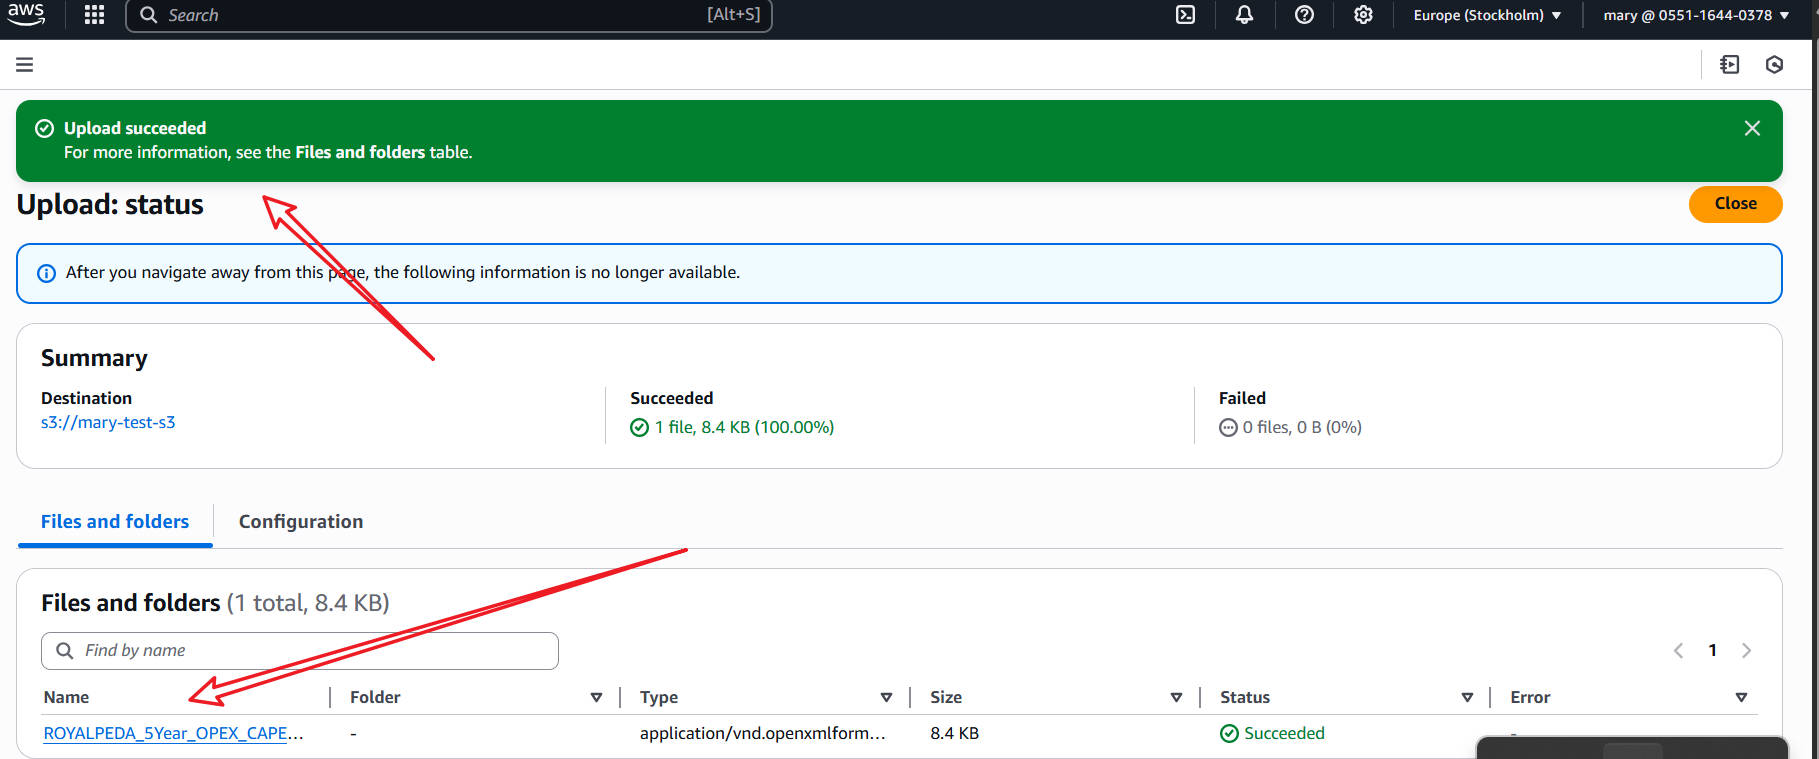 aws Search [Alt+S] Europe (Stockholm) mary @ 0551-1644-0378
Upload succeeded
For more information, see the Files and folders table.
Upload: status Close
After you navigate away from this page, the following information is no longer available.
Summary
Destination Succeeded Failed
s3://mary-test-s3 1 file, 8.4 KB (100.00%) 0 files, 0 B (0%)
Files and folders Configuration
Files and folders (1 total, 8.4 KB)
Find by name 1
Name Folder Type Size Status Error
ROYALPEDA_5Year_OPEX_CAPE... - application/vnd.openxmlform... 8.4 KB Succeeded -